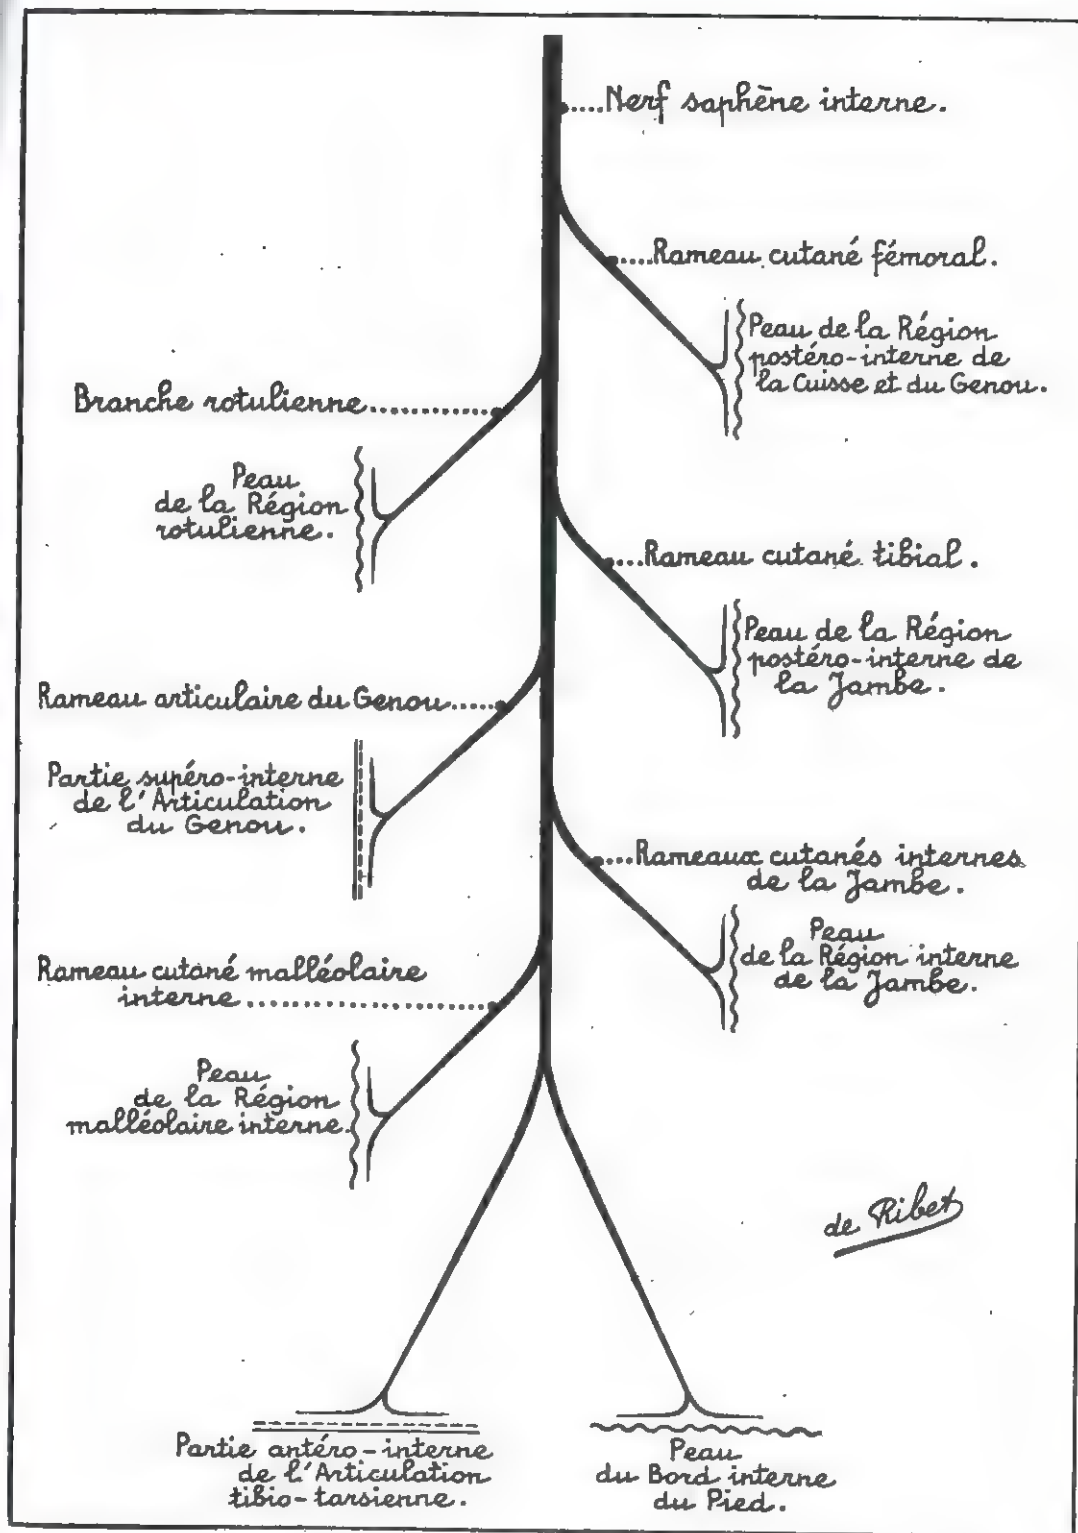 Nerf saphène interne.
Rameau cutané fémoral.
Peau de la Région
postéro-interne de
la Cuisse et du Genou.
Branche rotulienne
Peau
de la Région
rotulienne.
Rameau cutané tibial.
Peau de la Région
postéro-interne de
la Jambe.
Rameau articulaire du Genou
Partie supéro-interne
de l'Articulation
du Genou.
Rameaux cutanés internes
de la Jambe.
Peau
de la Région interne
de la Jambe.
Rameau cutané malléolaire
interne
Peau
de la Région
malléolaire interne.
de Ribet
Partie antéro-interne
de l'Articulation
tibio-tarsienne.
Peau
du Bord interne
du Pied.